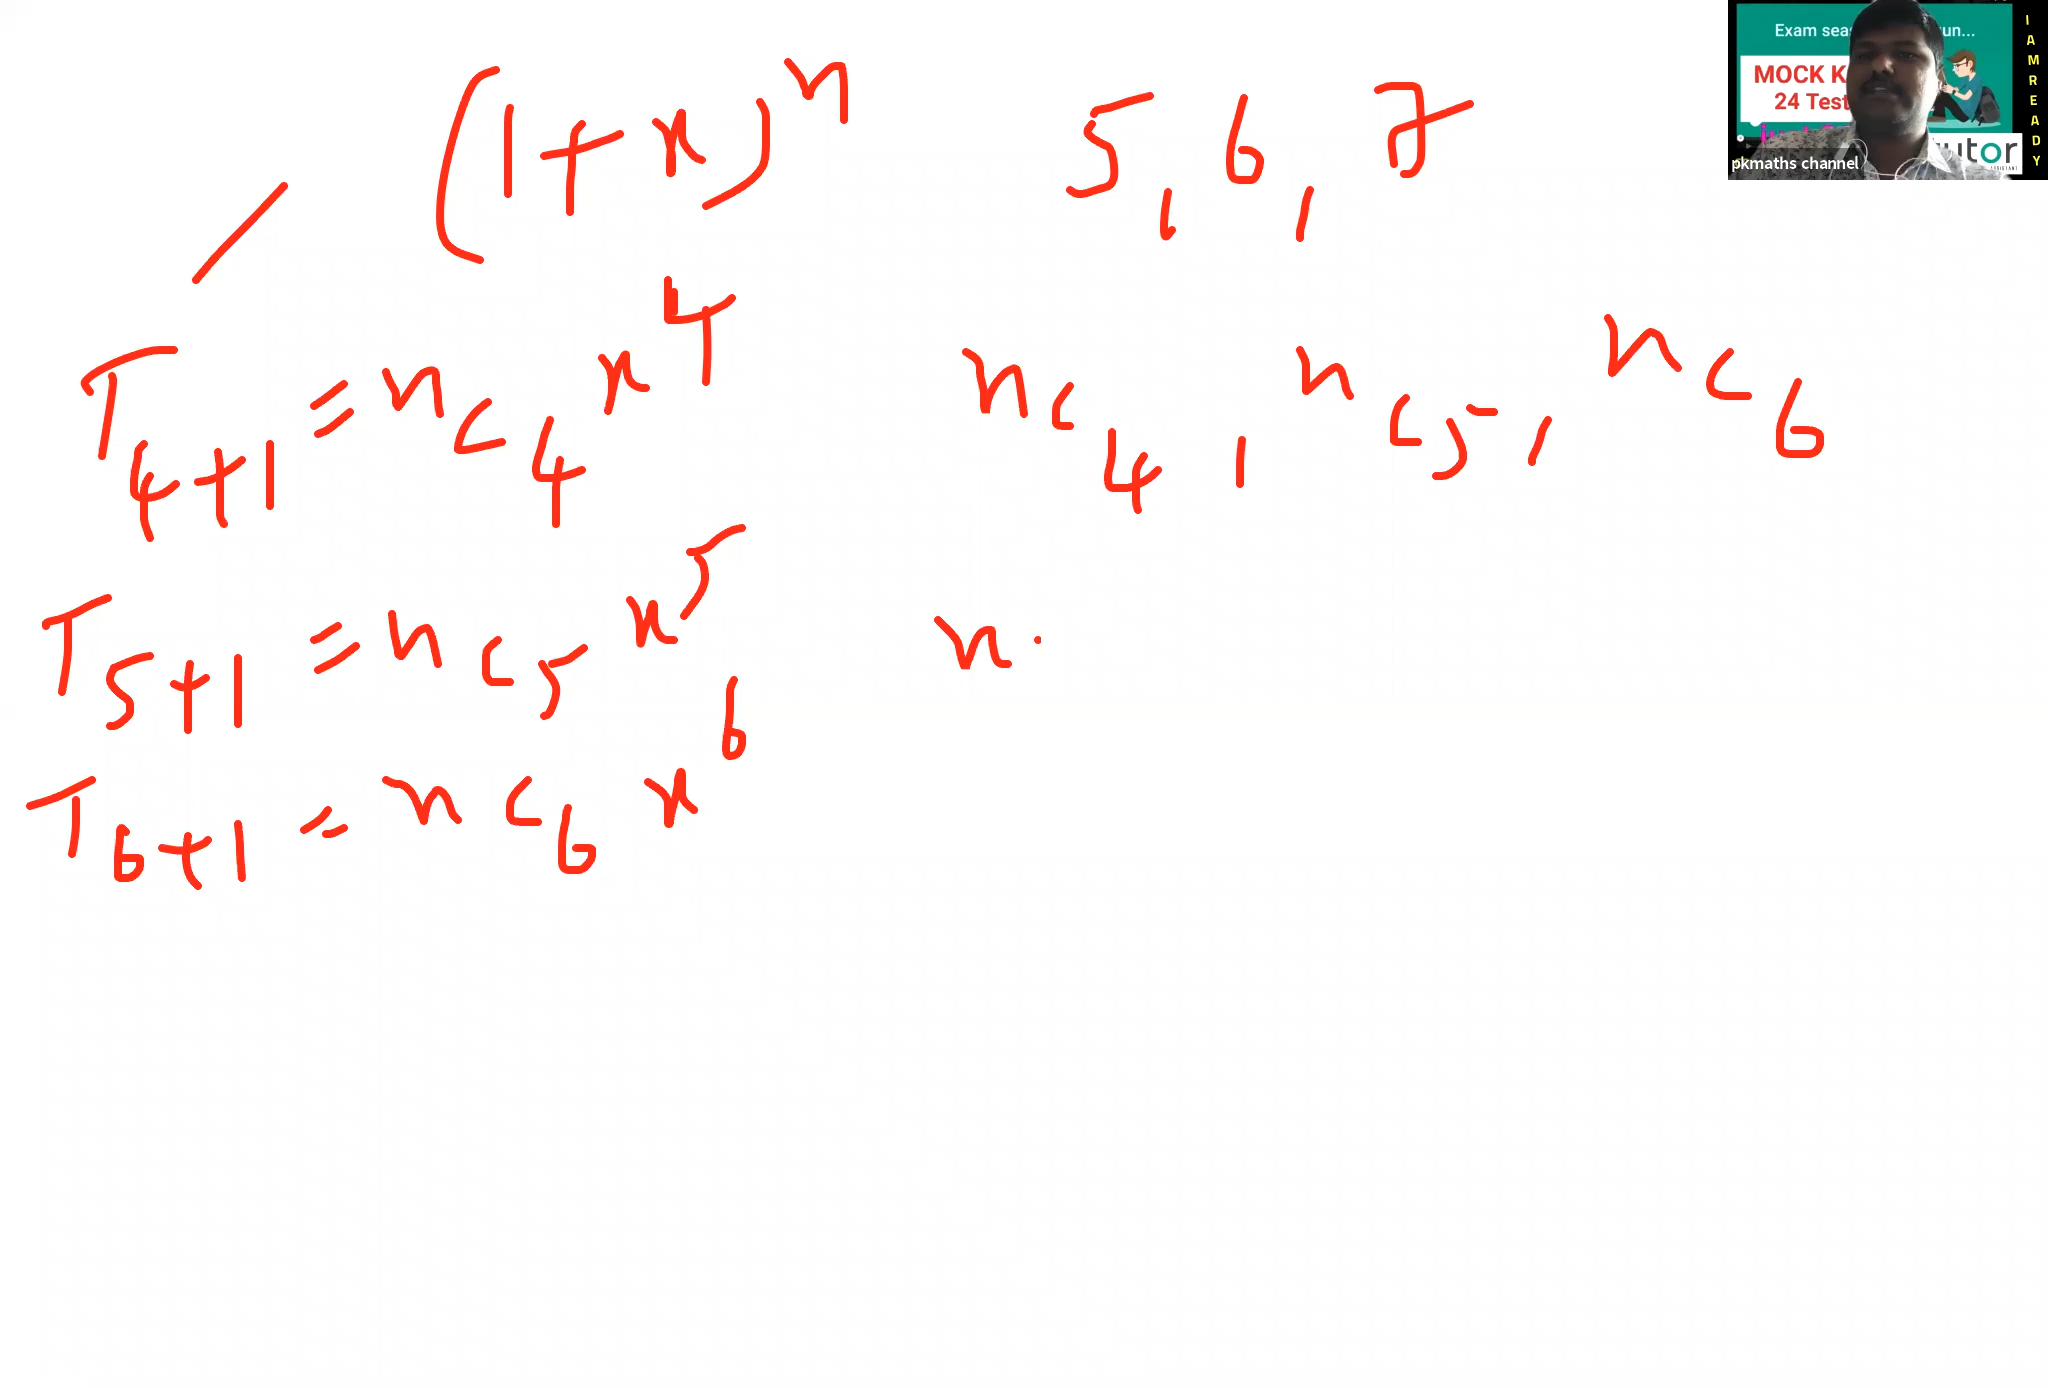 (1+x)^n 5, 6, 7
T_{4+1} = nC_4 x^4 nC_4, nC_5, nC_6
T_{5+1} = nC_5 x^5 n
T_{6+1} = nC_6 x^6
Exam un...
MOCK K
24 Test
utor
pkmaths channel
I AM READY